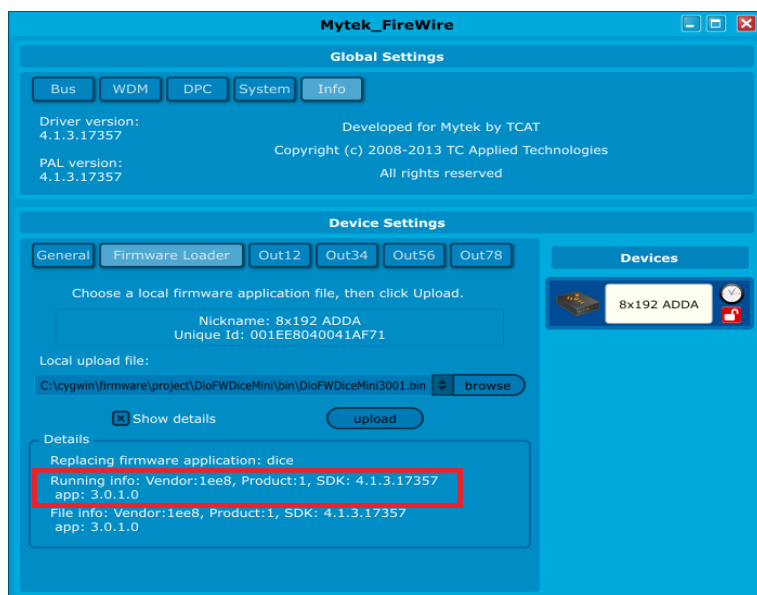 Mytek_FireWire
Global Settings
Bus WDM DPC System Info
Driver version:
4.1.3.17357
PAL version:
4.1.3.17357
Developed for Mytek by TCAT
Copyright (c) 2008-2013 TC Applied Technologies
All rights reserved
Device Settings
General Firmware Loader Out12 Out34 Out56 Out78
Choose a local firmware application file, then click Upload.
Nickname: 8x192 ADDA
Unique Id: 001EE8040041AF71
Local upload file:
C:\cygwin\firmware\project\DioFWDiceMini\bin\DioFWDiceMini3001.bin browse
Show details upload
Details
Replacing firmware application: dice
Running info: Vendor:1ee8, Product:1, SDK: 4.1.3.17357
app: 3.0.1.0
File info: Vendor:1ee8, Product:1, SDK: 4.1.3.17357
app: 3.0.1.0
Devices
8x192 ADDA